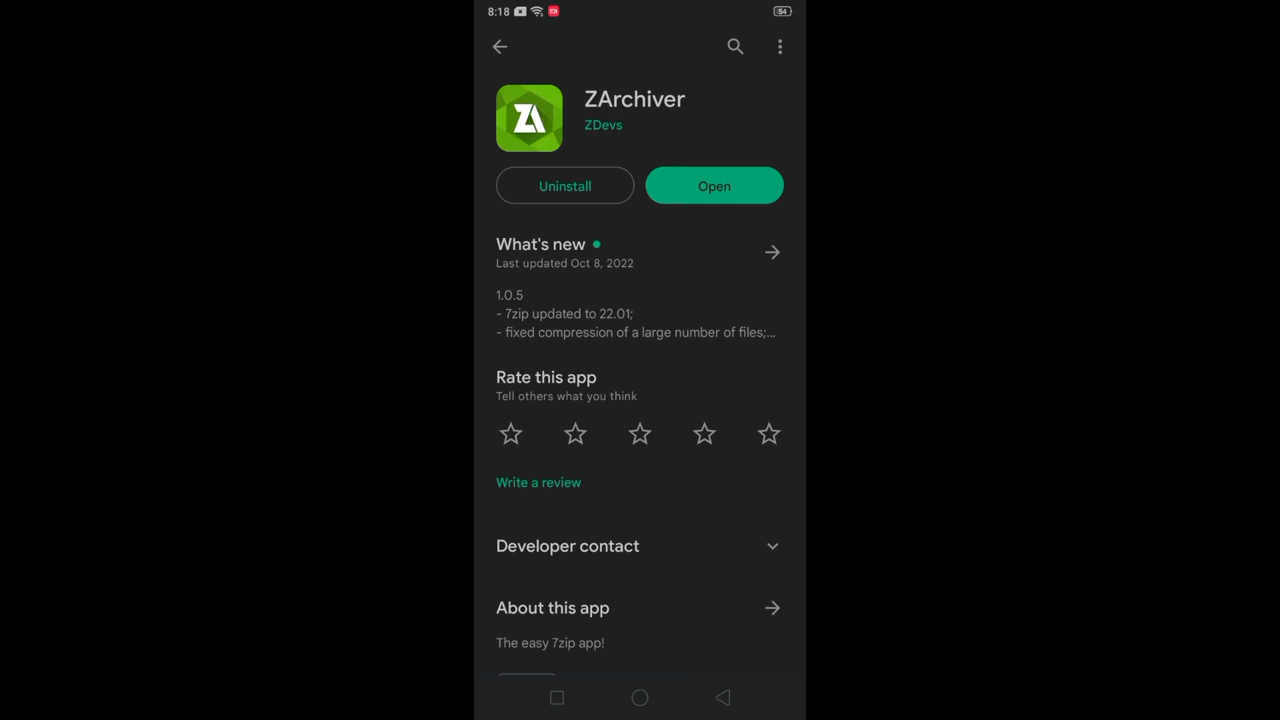 8:18
54
ZA
ZArchiver
ZDevs
Uninstall
Open
What's new
Last updated Oct 8, 2022
1.0.5
- 7zip updated to 22.01;
- fixed compression of a large number of files;...
Rate this app
Tell others what you think
Write a review
Developer contact
About this app
The easy 7zip app!